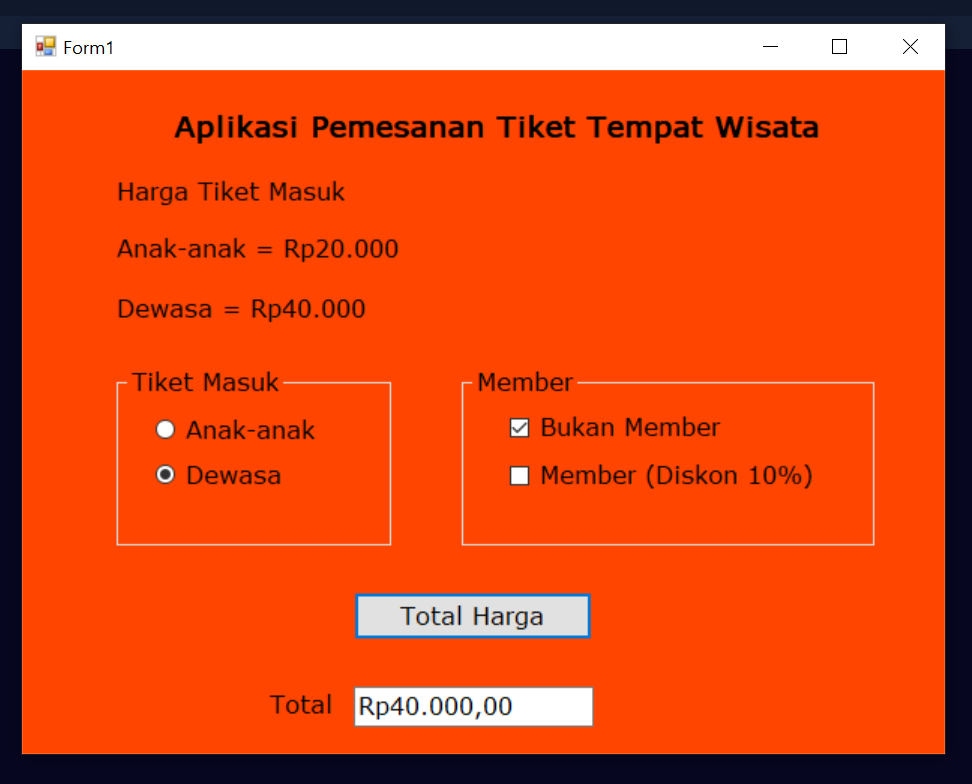 Form1
Aplikasi Pemesanan Tiket Tempat Wisata
Harga Tiket Masuk
Anak-anak = Rp20.000
Dewasa = Rp40.000
Tiket Masuk
Anak-anak
Dewasa
Member
Bukan Member
Member (Diskon 10%)
Total Harga
Total Rp40.000,00